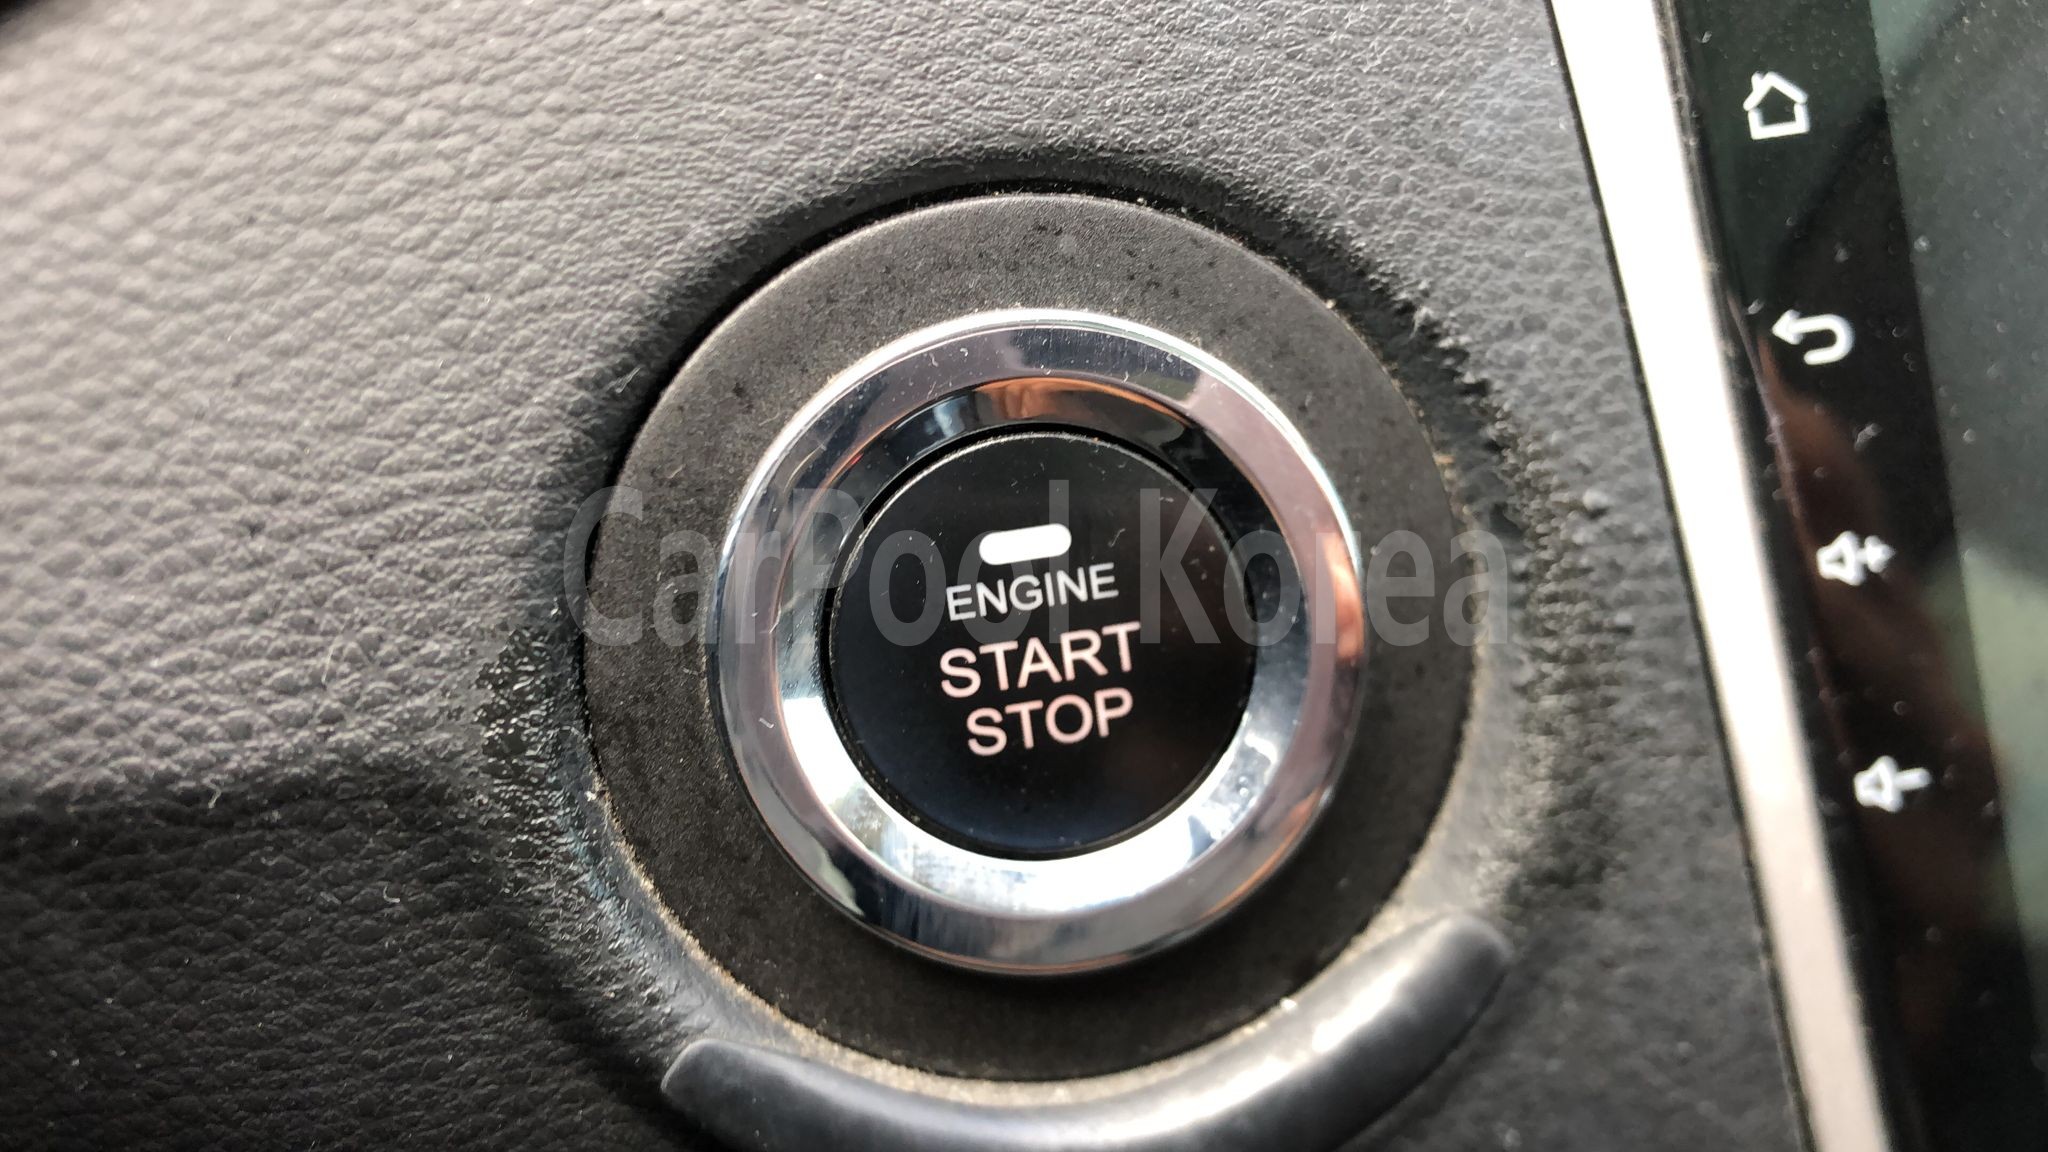 CarPool Korea
ENGINE
START
STOP